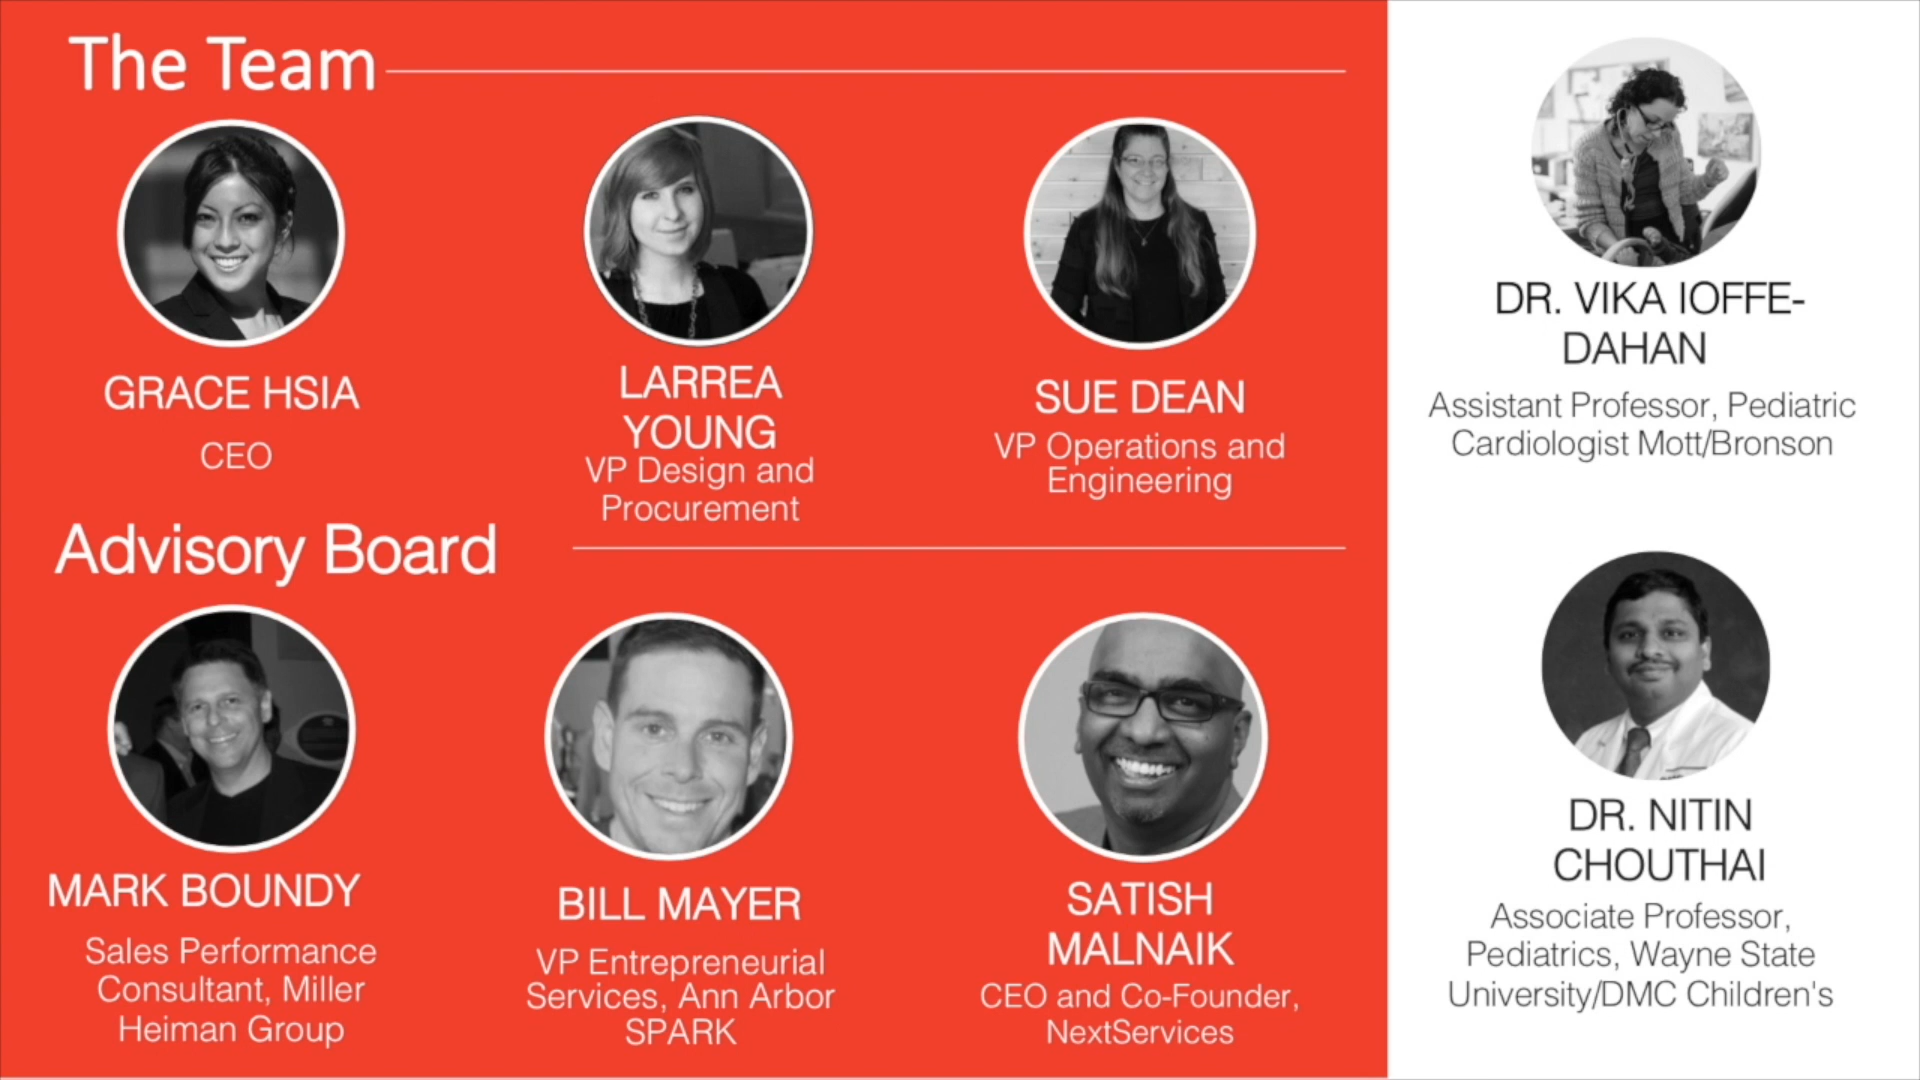 The Team
GRACE HSIA
CEO
LARREA
YOUNG
VP Design and
Procurement
SUE DEAN
VP Operations and
Engineering
Advisory Board
MARK BOUNDY
Sales Performance
Consultant, Miller
Heiman Group
BILL MAYER
VP Entrepreneurial
Services, Ann Arbor
SPARK
SATISH
MALNAIK
CEO and Co-Founder,
NextServices
DR. VIKA IOFFE-
DAHAN
Assistant Professor, Pediatric
Cardiologist Mott/Bronson
DR. NITIN
CHOUTHAI
Associate Professor,
Pediatrics, Wayne State
University/DMC Children's